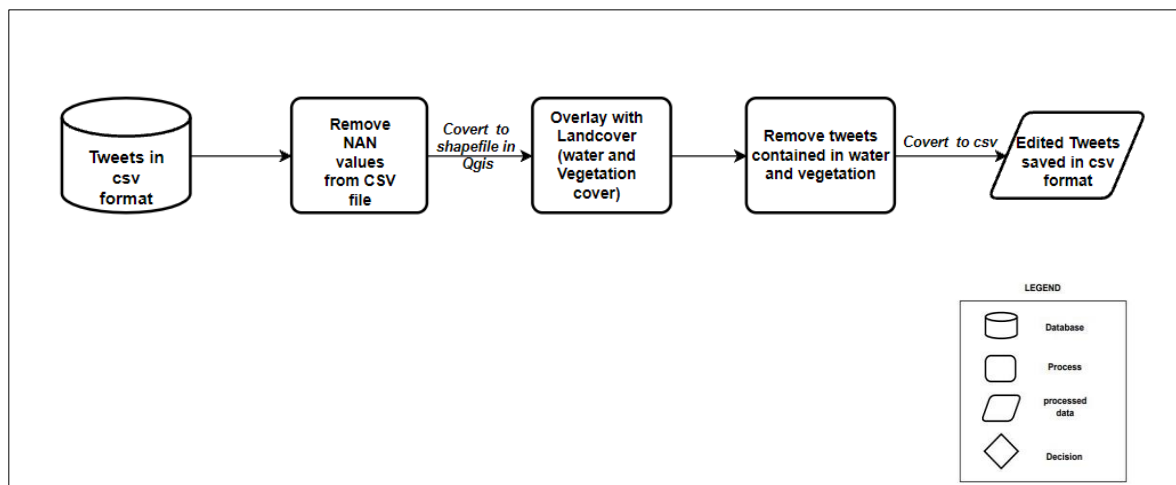 Tweets in
csv
format
Remove
NAN
values
from CSV
file
Covert to
shapefile in
Qgis
Overlay with
Landcover
(water and
Vegetation
cover)
Remove tweets
contained in water
and vegetation
Covert to csv
Edited Tweets
saved in csv
format
LEGEND
Database
Process
processed
data
Decision